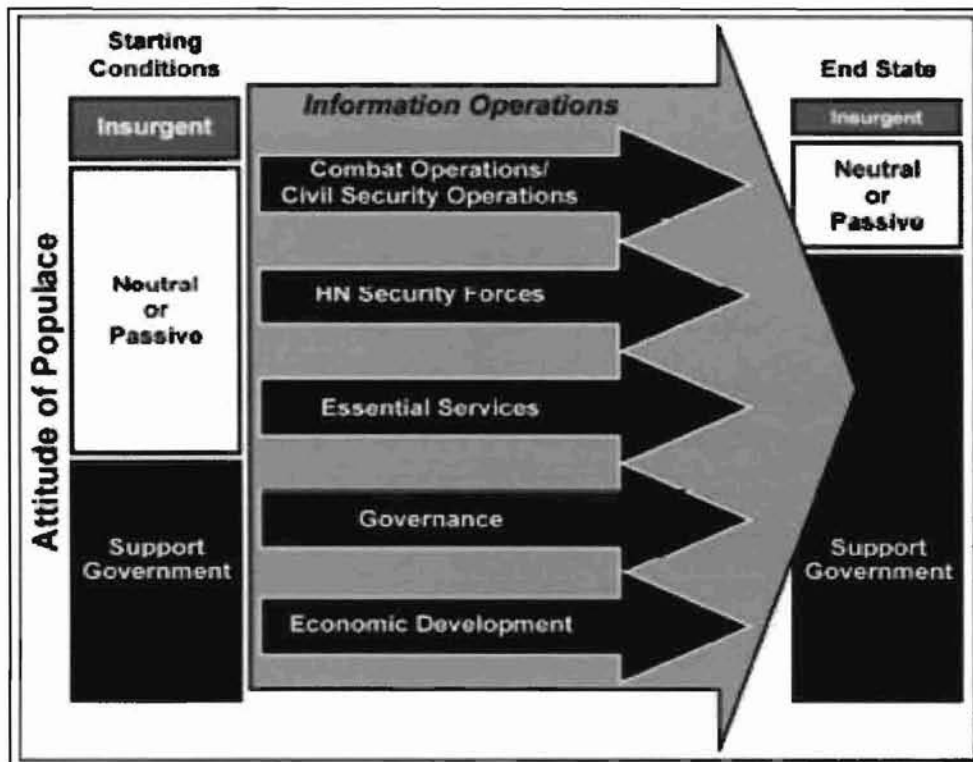 Starting
Conditions
Insurgent
Neutral
or
Passive
Support
Government
Attitude of Populace
Information Operations
Combat Operations/
Civil Security Operations
HN Security Forces
Essential Services
Governance
Economic Development
End State
Insurgent
Neutral
or
Passive
Support
Government